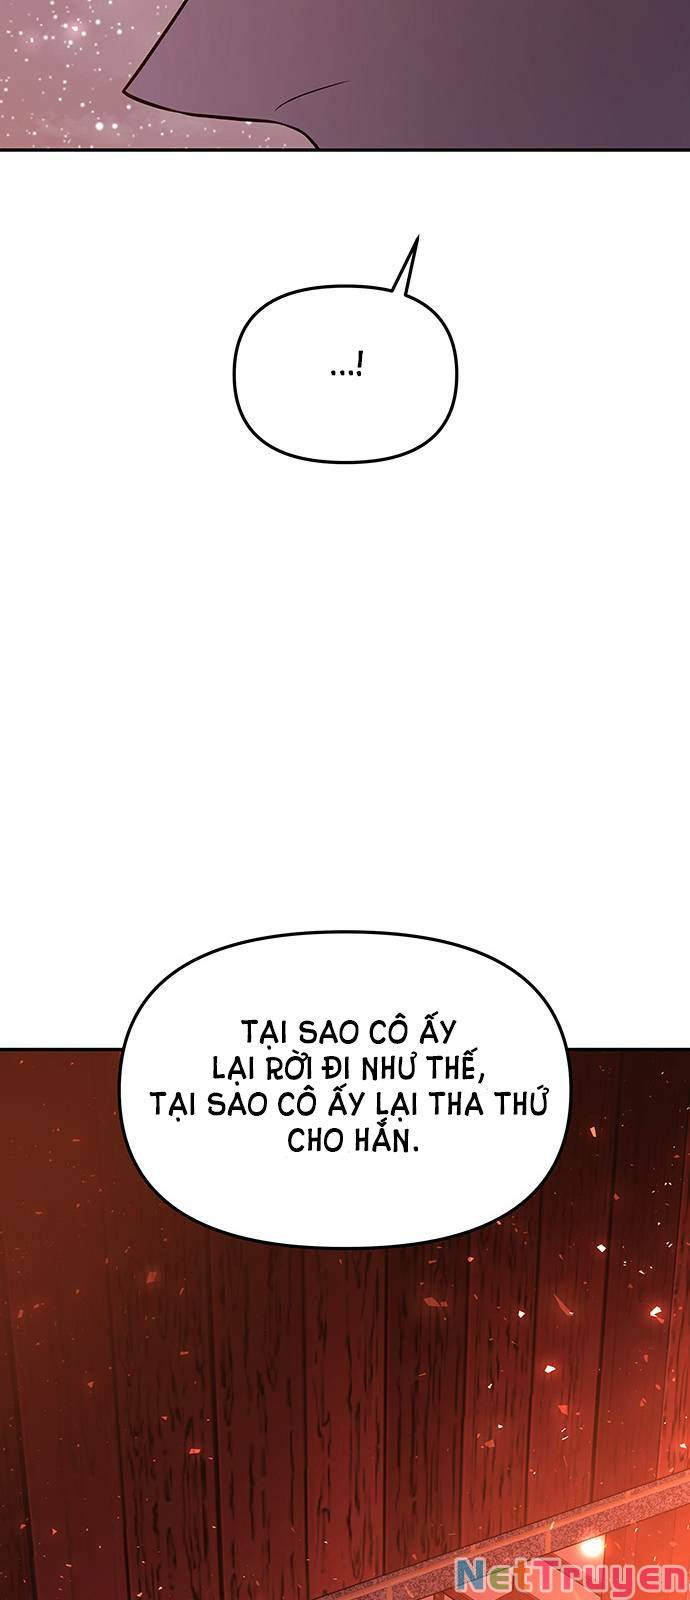 ...!
TẠI SAO CÔ ẤY
LẠI RỜI ĐI NHƯ THẾ,
TẠI SAO CÔ ẤY LẠI THA THỨ
CHO HẮN.
NetTruyen